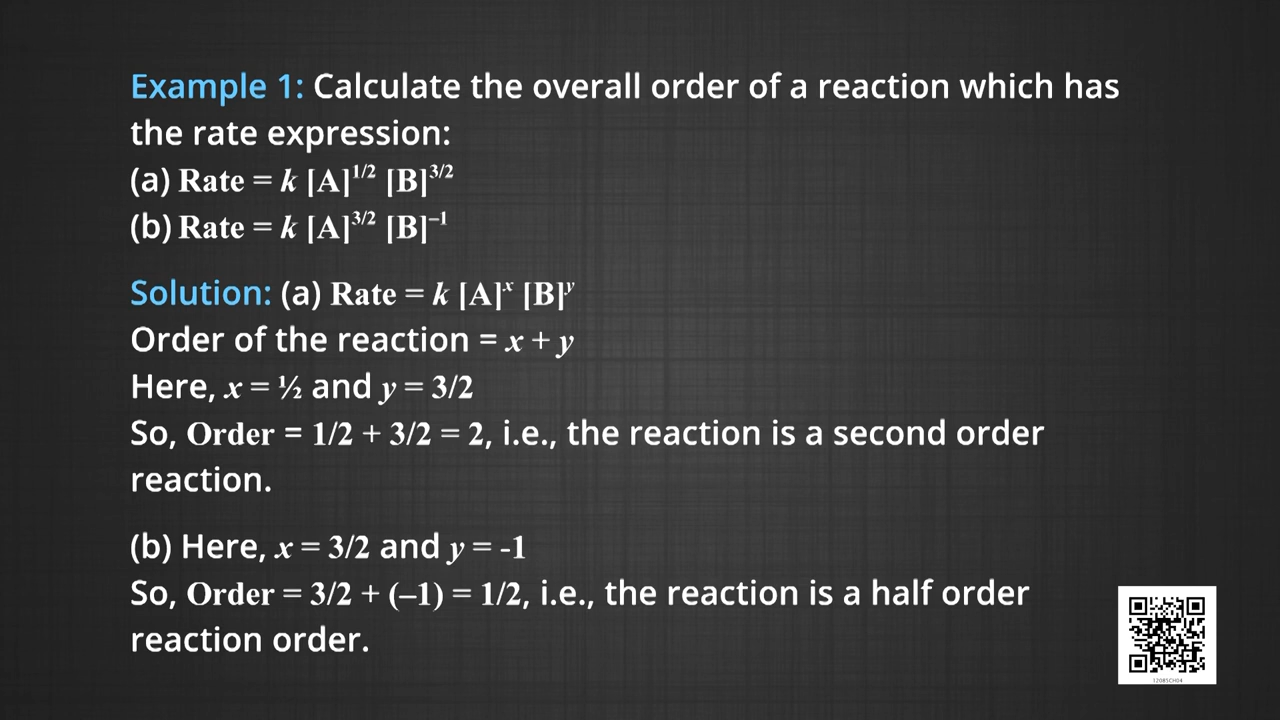 Example 1: Calculate the overall order of a reaction which has
the rate expression:
(a) Rate = k [A]^1/2 [B]^3/2
(b) Rate = k [A]^3/2 [B]^–1
Solution: (a) Rate = k [A]^x [B]^y
Order of the reaction = x + y
Here, x = ½ and y = 3/2
So, Order = 1/2 + 3/2 = 2, i.e., the reaction is a second order
reaction.
(b) Here, x = 3/2 and y = -1
So, Order = 3/2 + (–1) = 1/2, i.e., the reaction is a half order
reaction order.
12085CH04